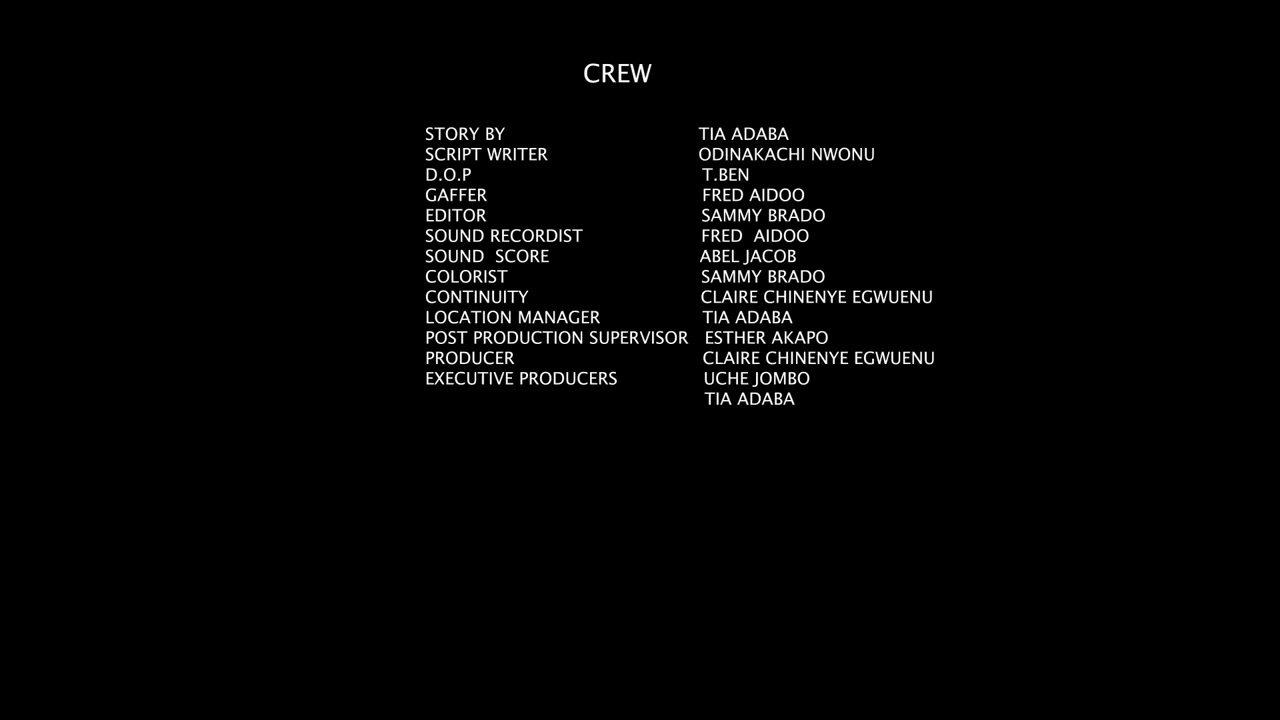 CREW
STORY BY TIA ADABA
SCRIPT WRITER ODINAKACHI NWONU
D.O.P T.BEN
GAFFER FRED AIDOO
EDITOR SAMMY BRADO
SOUND RECORDIST FRED AIDOO
SOUND SCORE ABEL JACOB
COLORIST SAMMY BRADO
CONTINUITY CLAIRE CHINENYE EGWUENU
LOCATION MANAGER TIA ADABA
POST PRODUCTION SUPERVISOR ESTHER AKAPO
PRODUCER CLAIRE CHINENYE EGWUENU
EXECUTIVE PRODUCERS UCHE JOMBO
TIA ADABA